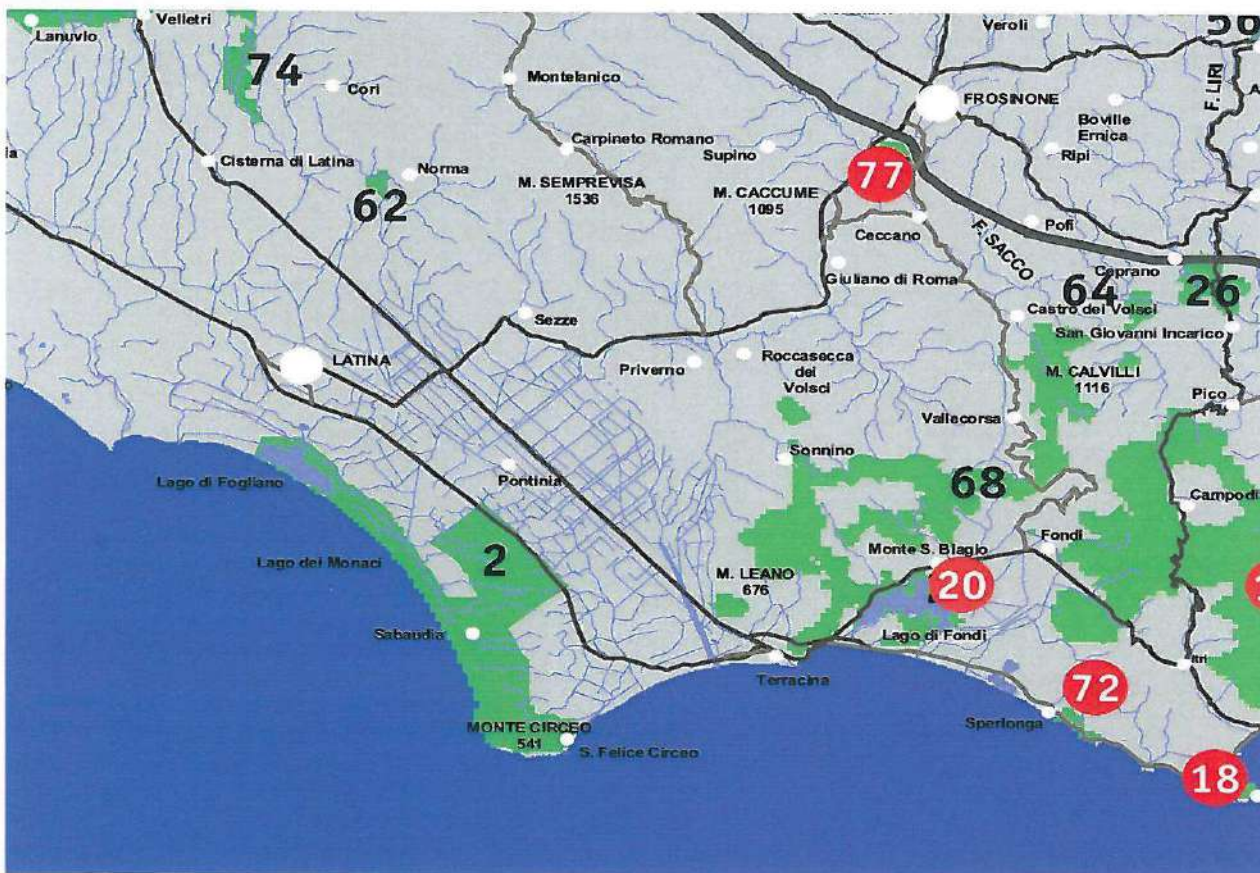 Velletri
Lanuvio
74
Cori
Montelanico
Veroli
56
F. LIRI
FROSINONE
Boville
Ernica
Ripi
Carpineto Romano
Supino
Cisterna di Latina
Norma
62
M. SEMPREVISA
1536
M. CACCUME
1095
77
Ceccano
Pofi
F. SACCO
Giuliano di Roma
Ceprano
64
26
Castro dei Volsci
San Giovanni Incarico
Sezze
LATINA
Priverno
Roccasecca
dei
Volsci
M. CALVILLI
1116
Pico
Vallecorsa
Sonnino
Lago di Fogliano
Pontinia
68
Campodi
2
Lago dei Monaci
Monte S. Biagio
Fondi
M. LEANO
676
20
Sabaudia
Lago di Fondi
Itri
Terracina
72
Sperlonga
MONTE CIRCEO
541
S. Felice Circeo
18